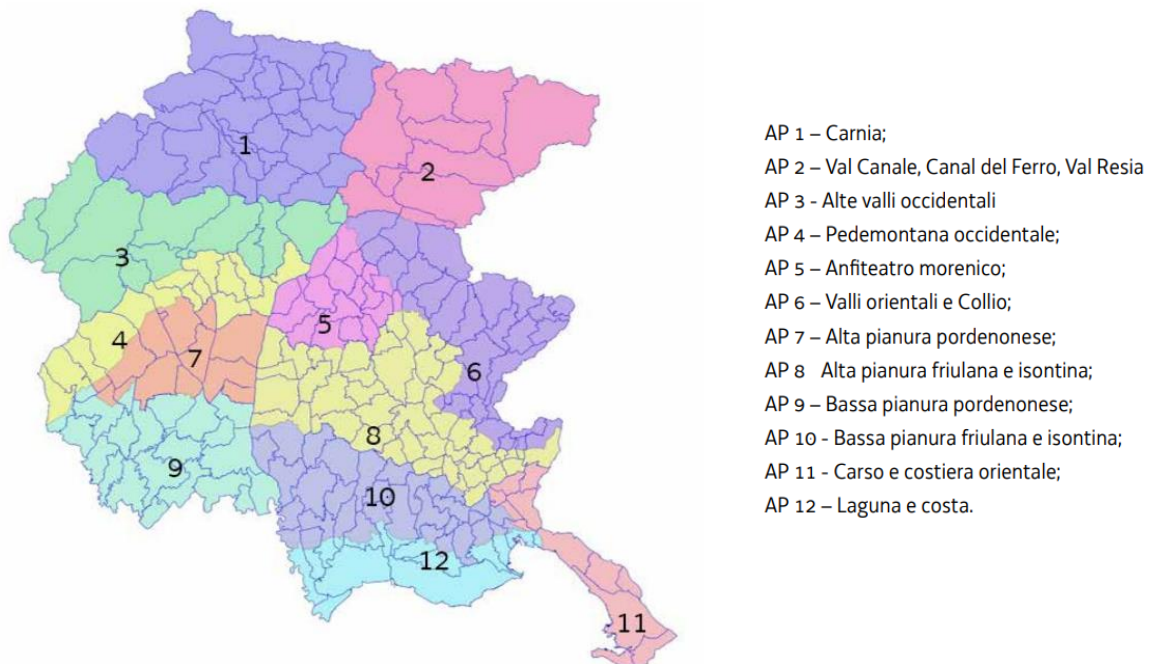 1
2
3
4
5
6
7
8
9
10
11
12
AP 1 – Carnia;
AP 2 – Val Canale, Canal del Ferro, Val Resia
AP 3 - Alte valli occidentali
AP 4 – Pedemontana occidentale;
AP 5 – Anfiteatro morenico;
AP 6 – Valli orientali e Collio;
AP 7 – Alta pianura pordenonese;
AP 8 Alta pianura friulana e isontina;
AP 9 – Bassa pianura pordenonese;
AP 10 - Bassa pianura friulana e isontina;
AP 11 - Carso e costiera orientale;
AP 12 – Laguna e costa.